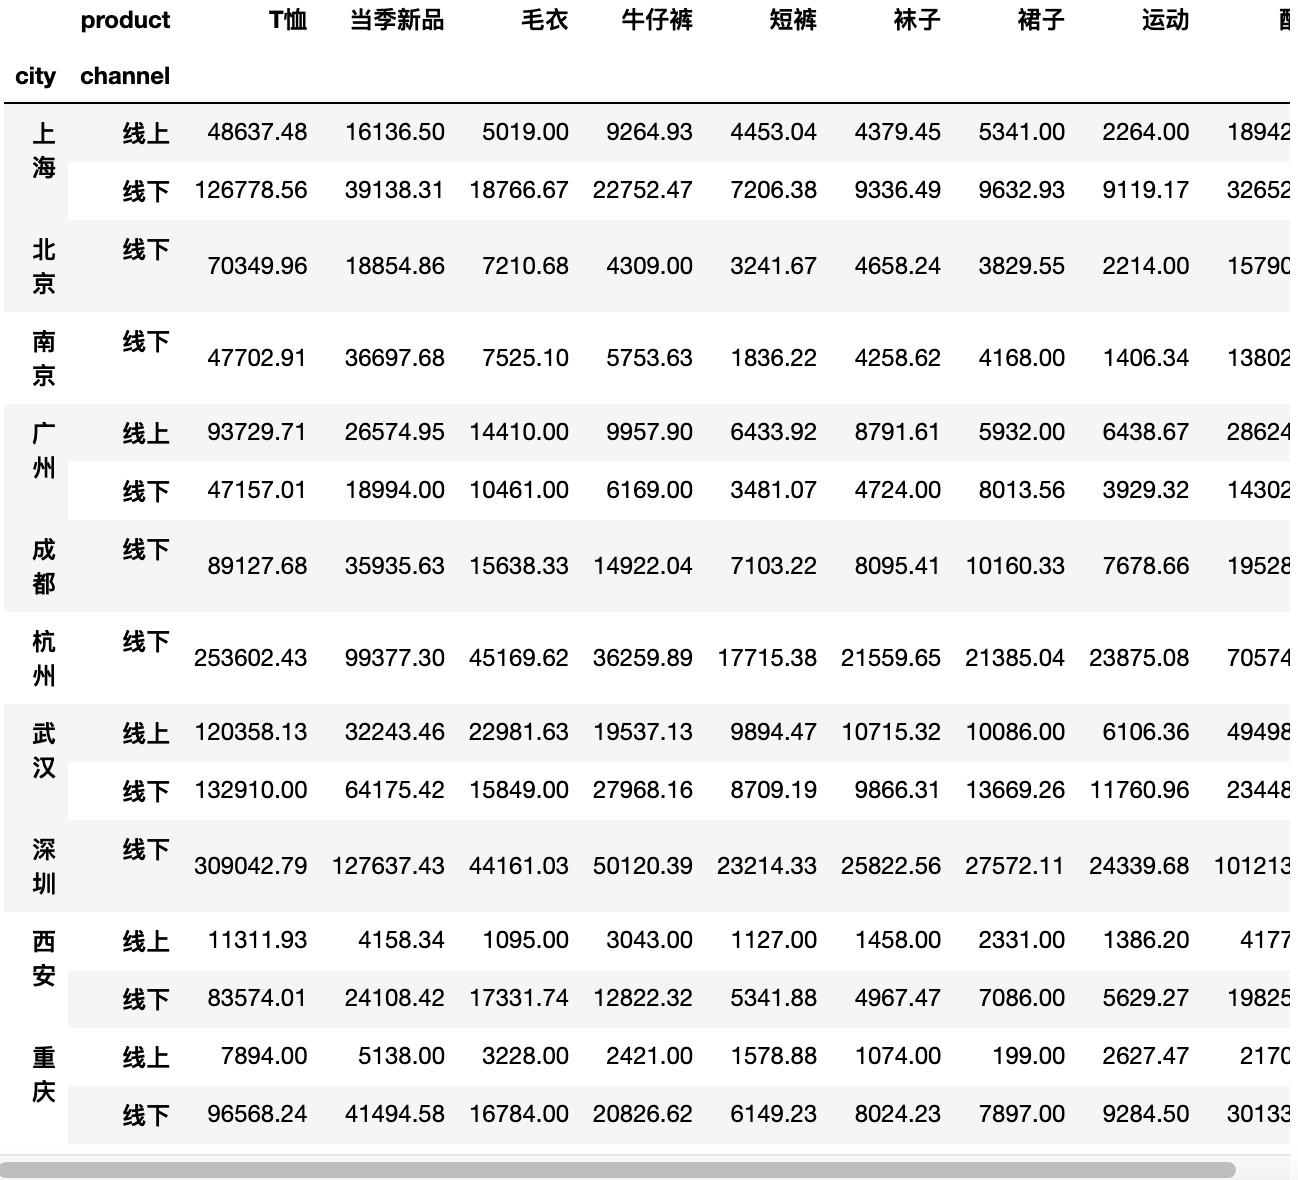 product T恤 当季新品 毛衣 牛仔裤 短裤 袜子 裙子 运动
city channel
上海 线上 48637.48 16136.50 5019.00 9264.93 4453.04 4379.45 5341.00 2264.00 18942
线下 126778.56 39138.31 18766.67 22752.47 7206.38 9336.49 9632.93 9119.17 32652
北京 线下 70349.96 18854.86 7210.68 4309.00 3241.67 4658.24 3829.55 2214.00 15790
南京 线下 47702.91 36697.68 7525.10 5753.63 1836.22 4258.62 4168.00 1406.34 13802
广州 线上 93729.71 26574.95 14410.00 9957.90 6433.92 8791.61 5932.00 6438.67 28624
线下 47157.01 18994.00 10461.00 6169.00 3481.07 4724.00 8013.56 3929.32 14302
成都 线下 89127.68 35935.63 15638.33 14922.04 7103.22 8095.41 10160.33 7678.66 19528
杭州 线下 253602.43 99377.30 45169.62 36259.89 17715.38 21559.65 21385.04 23875.08 70574
武汉 线上 120358.13 32243.46 22981.63 19537.13 9894.47 10715.32 10086.00 6106.36 49498
线下 132910.00 64175.42 15849.00 27968.16 8709.19 9866.31 13669.26 11760.96 23448
深圳 线下 309042.79 127637.43 44161.03 50120.39 23214.33 25822.56 27572.11 24339.68 101213
西安 线上 11311.93 4158.34 1095.00 3043.00 1127.00 1458.00 2331.00 1386.20 4177
线下 83574.01 24108.42 17331.74 12822.32 5341.88 4967.47 7086.00 5629.27 19825
重庆 线上 7894.00 5138.00 3228.00 2421.00 1578.88 1074.00 199.00 2627.47 2170
线下 96568.24 41494.58 16784.00 20826.62 6149.23 8024.23 7897.00 9284.50 30133